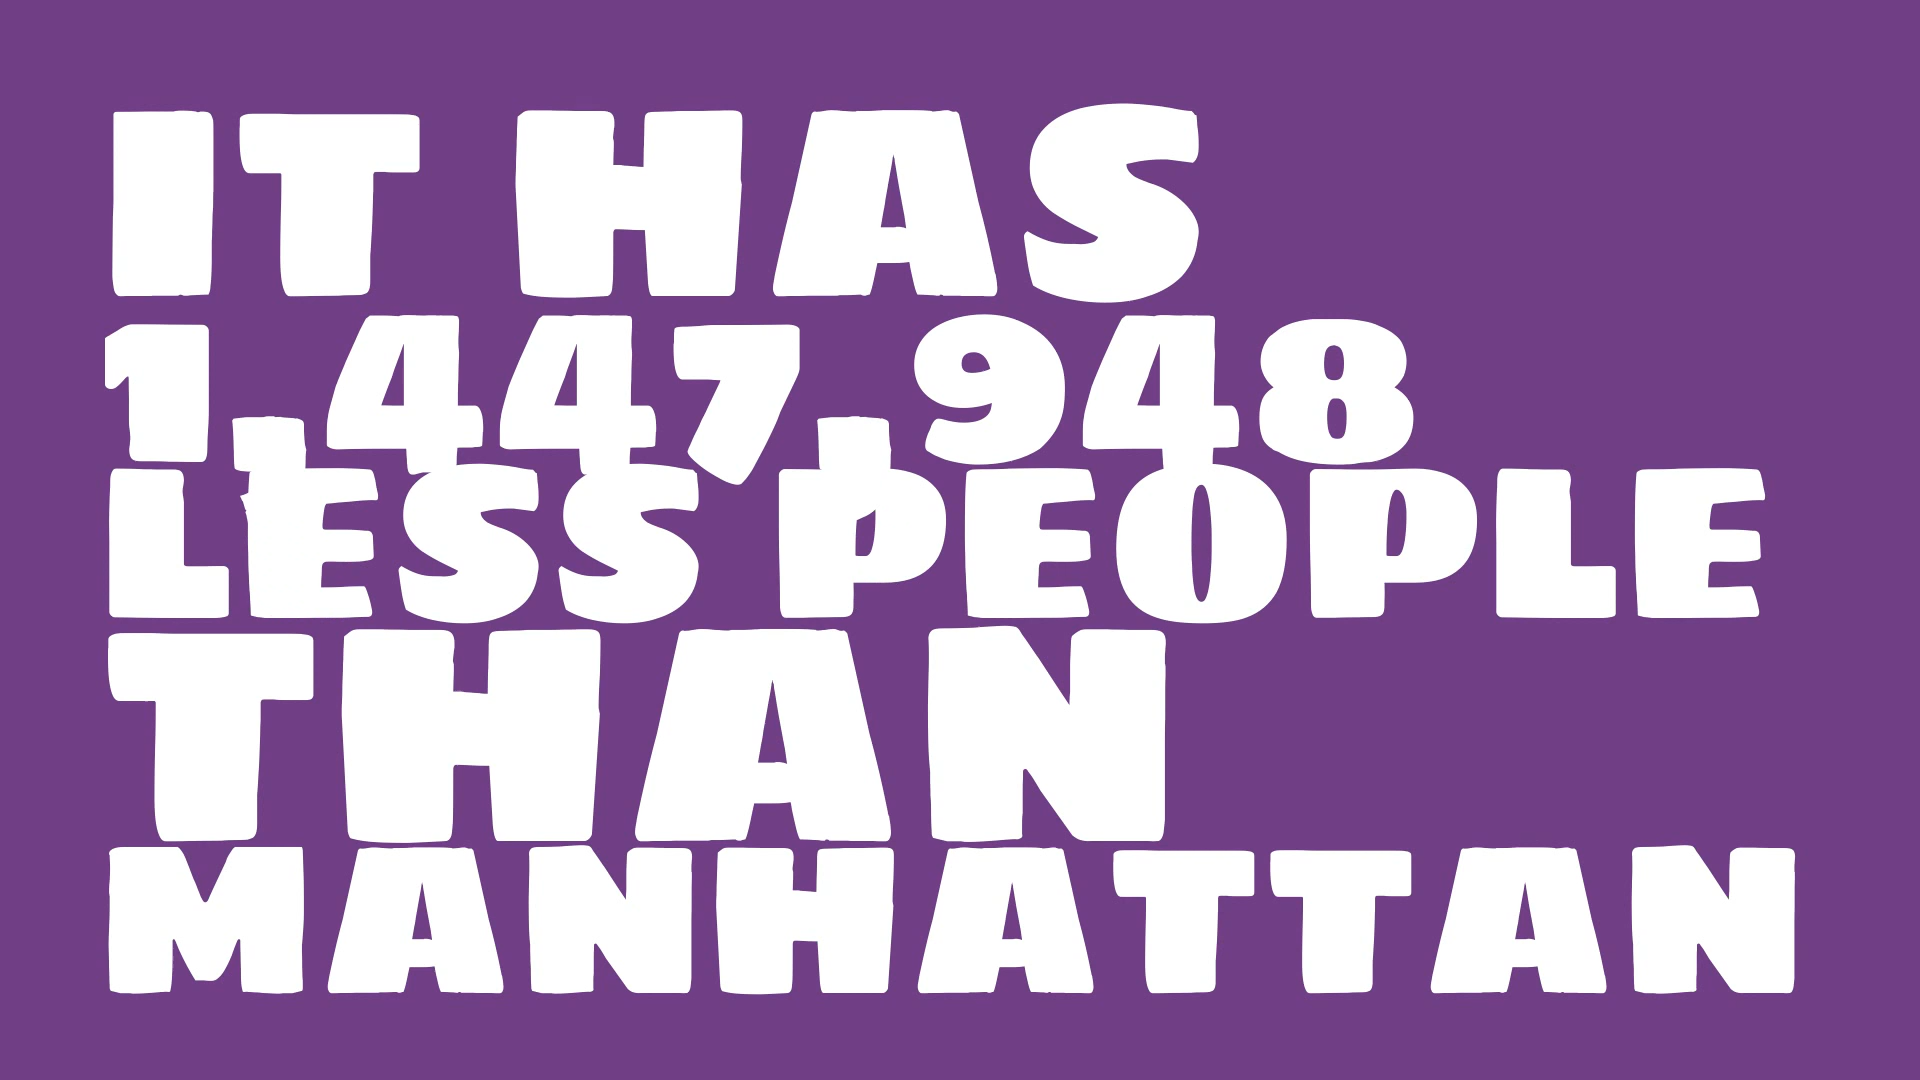 IT HAS
1,447,948
LESS PEOPLE
THAN
MANHATTAN